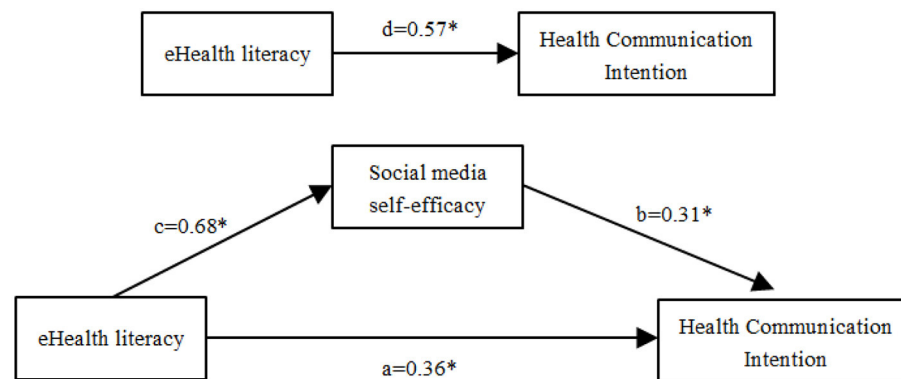 d=0.57*
eHealth literacy
Health Communication
Intention
Social media
self-efficacy
c=0.68*
b=0.31*
eHealth literacy
Health Communication
Intention
a=0.36*